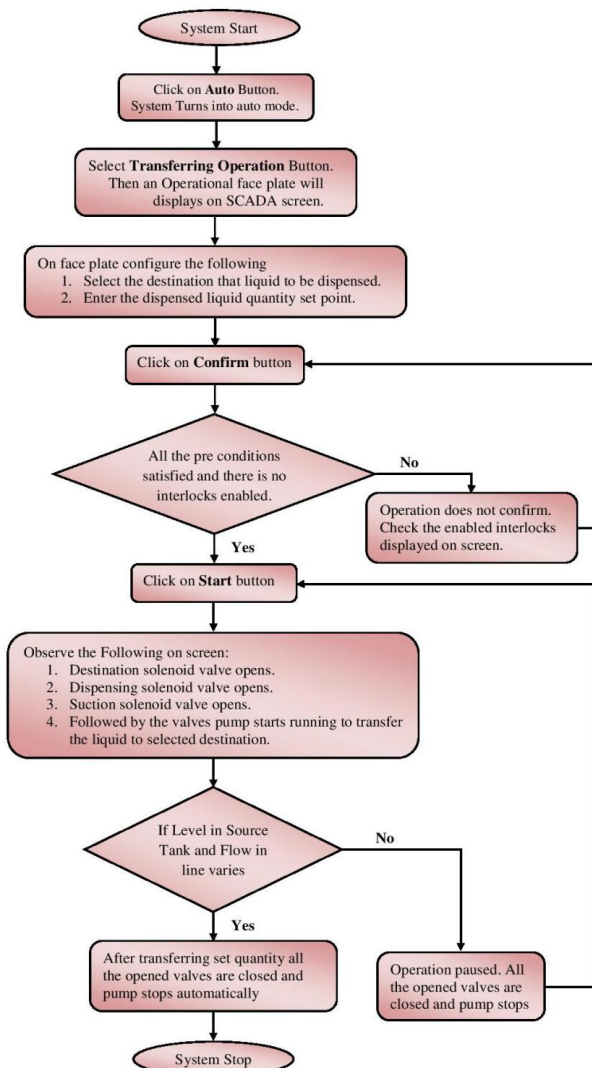 System Start
Click on Auto Button.
System Turns into auto mode.
Select Transferring Operation Button.
Then an Operational face plate will
displays on SCADA screen.
On face plate configure the following
1. Select the destination that liquid to be dispensed.
2. Enter the dispensed liquid quantity set point.
Click on Confirm button
All the pre conditions
satisfied and there is no
interlocks enabled.
No
Operation does not confirm.
Check the enabled interlocks
displayed on screen.
Yes
Click on Start button
Observe the Following on screen:
1. Destination solenoid valve opens.
2. Dispensing solenoid valve opens.
3. Suction solenoid valve opens.
4. Followed by the valves pump starts running to transfer
the liquid to selected destination.
If Level in Source
Tank and Flow in
line varies
No
Yes
After transferring set quantity all
the opened valves are closed and
pump stops automatically
Operation paused. All
the opened valves are
closed and pump stops
System Stop